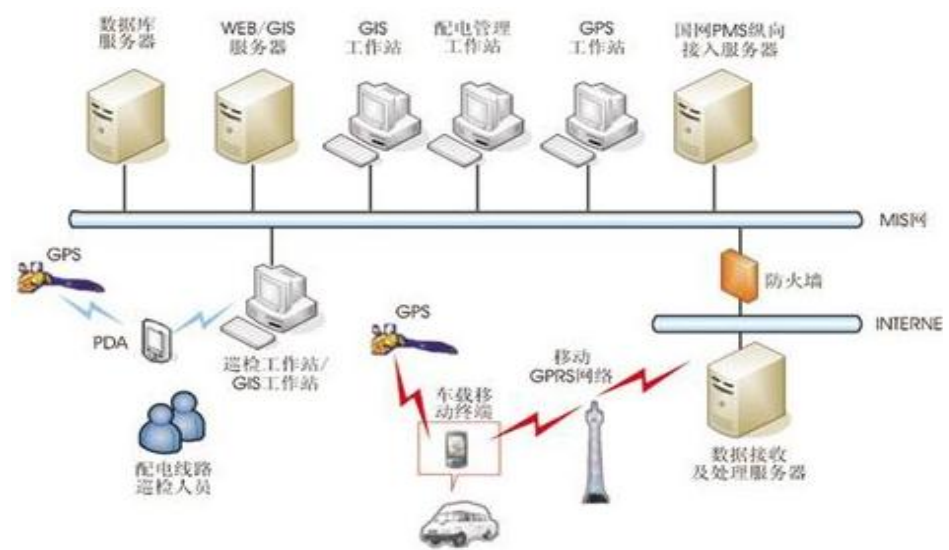 数据库
服务器
WEB/GIS
服务器
GIS
工作站
配电管理
工作站
GPS
工作站
国网PMS纵向
接入服务器
MIS网
GPS
防火墙
PDA
GPS
INTERNE
巡检工作站/
GIS工作站
移动
GPRS网络
车载移
动终端
配电线路
巡检人员
数据接收
及处理服务器